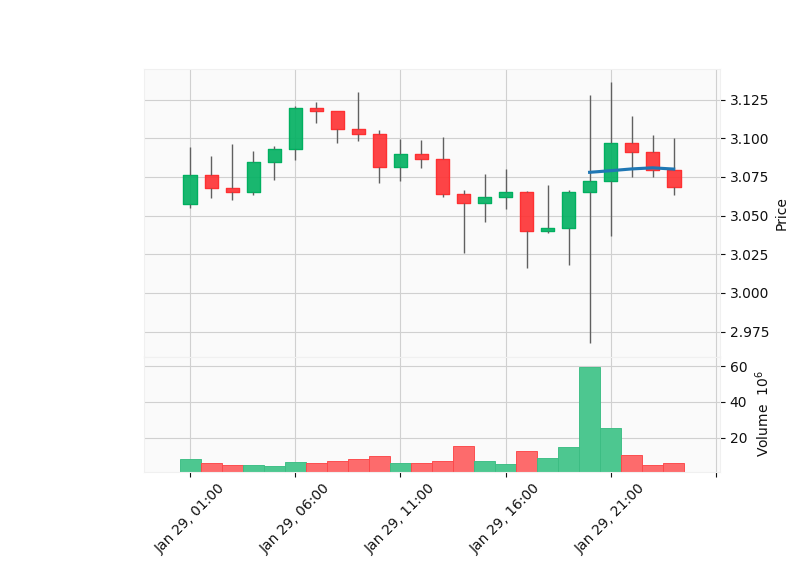 3.125
3.100
3.075
3.050
3.025
3.000
2.975
Price
60
40
20
Volume 10⁶
Jan 29, 01:00
Jan 29, 06:00
Jan 29, 11:00
Jan 29, 16:00
Jan 29, 21:00